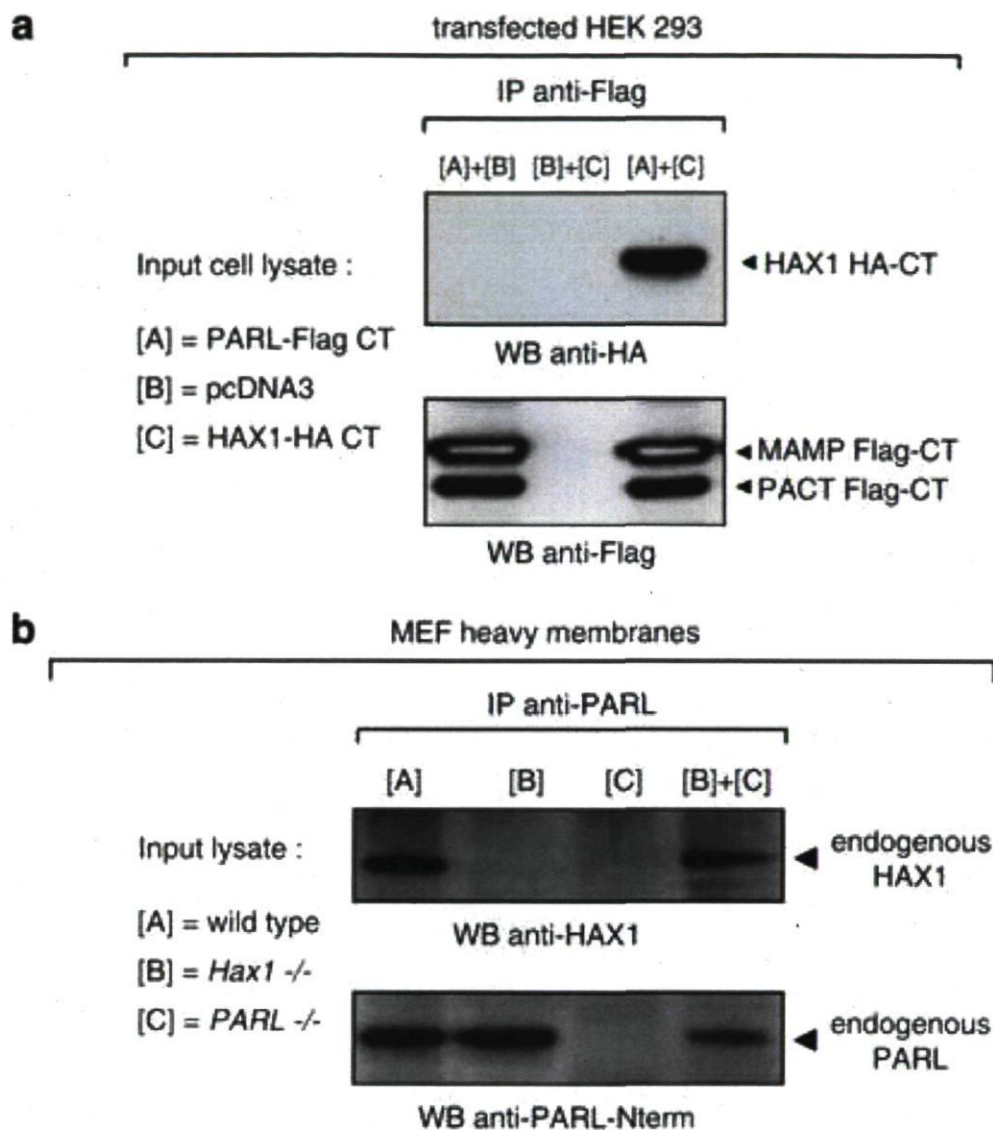 a
transfected HEK 293
IP anti-Flag
[A]+[B] [B]+[C] [A]+[C]
Input cell lysate :
[A] = PARL-Flag CT
[B] = pcDNA3
[C] = HAX1-HA CT
HAX1 HA-CT
WB anti-HA
MAMP Flag-CT
PACT Flag-CT
WB anti-Flag
b
MEF heavy membranes
IP anti-PARL
[A] [B] [C] [B]+[C]
Input lysate :
[A] = wild type
[B] = Hax1 -/-
[C] = PARL -/-
endogenous
HAX1
WB anti-HAX1
endogenous
PARL
WB anti-PARL-Nterm